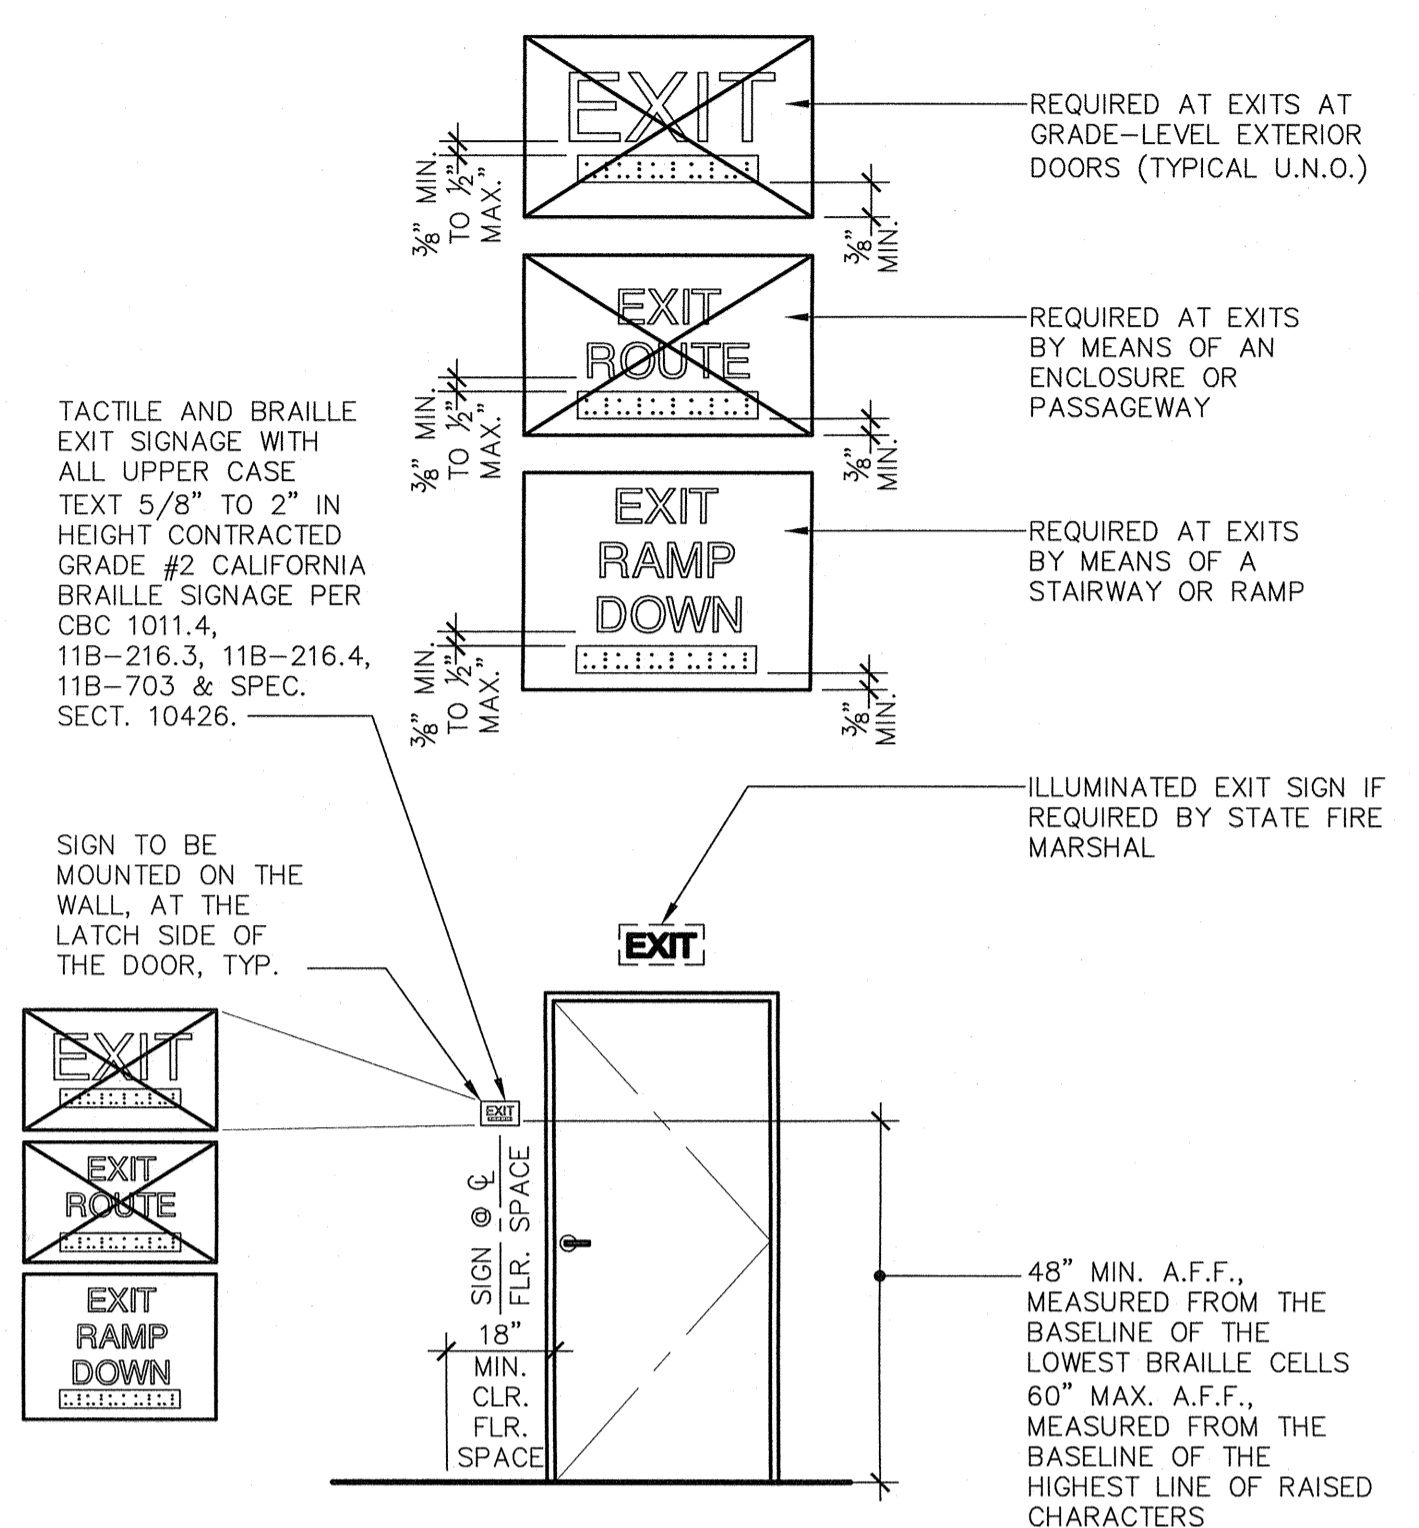 EXIT
REQUIRED AT EXITS AT
GRADE-LEVEL EXTERIOR
DOORS (TYPICAL U.N.O.)
3/8" MIN.
TO 1/2"
MAX."
3/8"
MIN.
EXIT
ROUTE
REQUIRED AT EXITS
BY MEANS OF AN
ENCLOSURE OR
PASSAGEWAY
3/8" MIN.
TO 1/2"
MAX."
3/8"
MIN.
EXIT
RAMP
DOWN
REQUIRED AT EXITS
BY MEANS OF A
STAIRWAY OR RAMP
3/8" MIN.
TO 1/2"
MAX."
3/8"
MIN.
TACTILE AND BRAILLE
EXIT SIGNAGE WITH
ALL UPPER CASE
TEXT 5/8" TO 2" IN
HEIGHT CONTRACTED
GRADE #2 CALIFORNIA
BRAILLE SIGNAGE PER
CBC 1011.4,
11B-216.3, 11B-216.4,
11B-703 & SPEC.
SECT. 10426.
ILLUMINATED EXIT SIGN IF
REQUIRED BY STATE FIRE
MARSHAL
SIGN TO BE
MOUNTED ON THE
WALL, AT THE
LATCH SIDE OF
THE DOOR, TYP.
EXIT
EXIT
EXIT
EXIT
ROUTE
EXIT
RAMP
DOWN
SIGN @ ℄
FLR. SPACE
18"
MIN.
CLR.
FLR.
SPACE
48" MIN. A.F.F.,
MEASURED FROM THE
BASELINE OF THE
LOWEST BRAILLE CELLS
60" MAX. A.F.F.,
MEASURED FROM THE
BASELINE OF THE
HIGHEST LINE OF RAISED
CHARACTERS